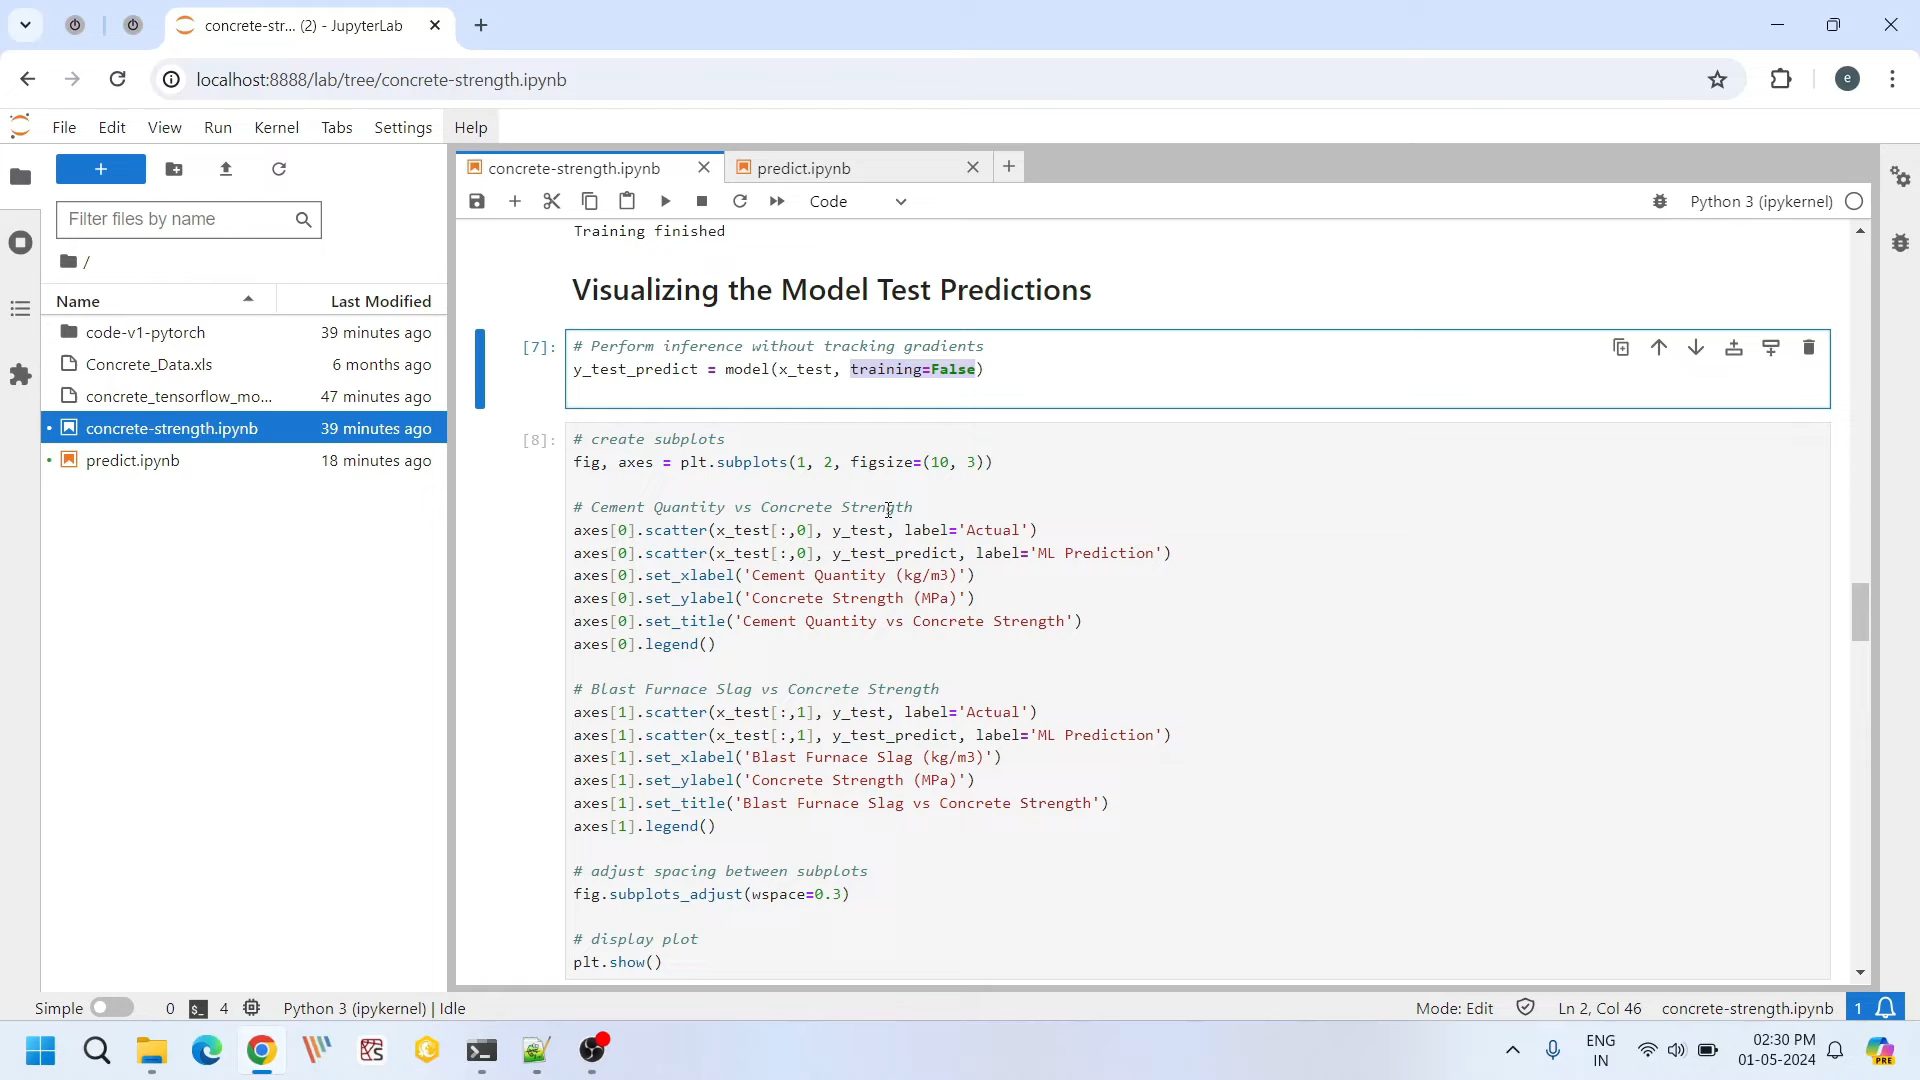 concrete-str... (2) - JupyterLab
localhost:8888/lab/tree/concrete-strength.ipynb
e
File Edit View Run Kernel Tabs Settings Help
concrete-strength.ipynb
predict.ipynb
Code
Python 3 (ipykernel)
Filter files by name
/
Name
Last Modified
code-v1-pytorch 39 minutes ago
Concrete_Data.xls 6 months ago
concrete_tensorflow_mo... 47 minutes ago
concrete-strength.ipynb 39 minutes ago
predict.ipynb 18 minutes ago
Training finished
Visualizing the Model Test Predictions
[7]:
# Perform inference without tracking gradients
y_test_predict = model(x_test, training=False)
[8]:
# create subplots
fig, axes = plt.subplots(1, 2, figsize=(10, 3))
# Cement Quantity vs Concrete Strength
axes[0].scatter(x_test[:,0], y_test, label='Actual')
axes[0].scatter(x_test[:,0], y_test_predict, label='ML Prediction')
axes[0].set_xlabel('Cement Quantity (kg/m3)')
axes[0].set_ylabel('Concrete Strength (MPa)')
axes[0].set_title('Cement Quantity vs Concrete Strength')
axes[0].legend()
# Blast Furnace Slag vs Concrete Strength
axes[1].scatter(x_test[:,1], y_test, label='Actual')
axes[1].scatter(x_test[:,1], y_test_predict, label='ML Prediction')
axes[1].set_xlabel('Blast Furnace Slag (kg/m3)')
axes[1].set_ylabel('Concrete Strength (MPa)')
axes[1].set_title('Blast Furnace Slag vs Concrete Strength')
axes[1].legend()
# adjust spacing between subplots
fig.subplots_adjust(wspace=0.3)
# display plot
plt.show()
Simple 0 4 Python 3 (ipykernel) | Idle
Mode: Edit Ln 2, Col 46 concrete-strength.ipynb 1
ENG
IN
02:30 PM
01-05-2024
PRE